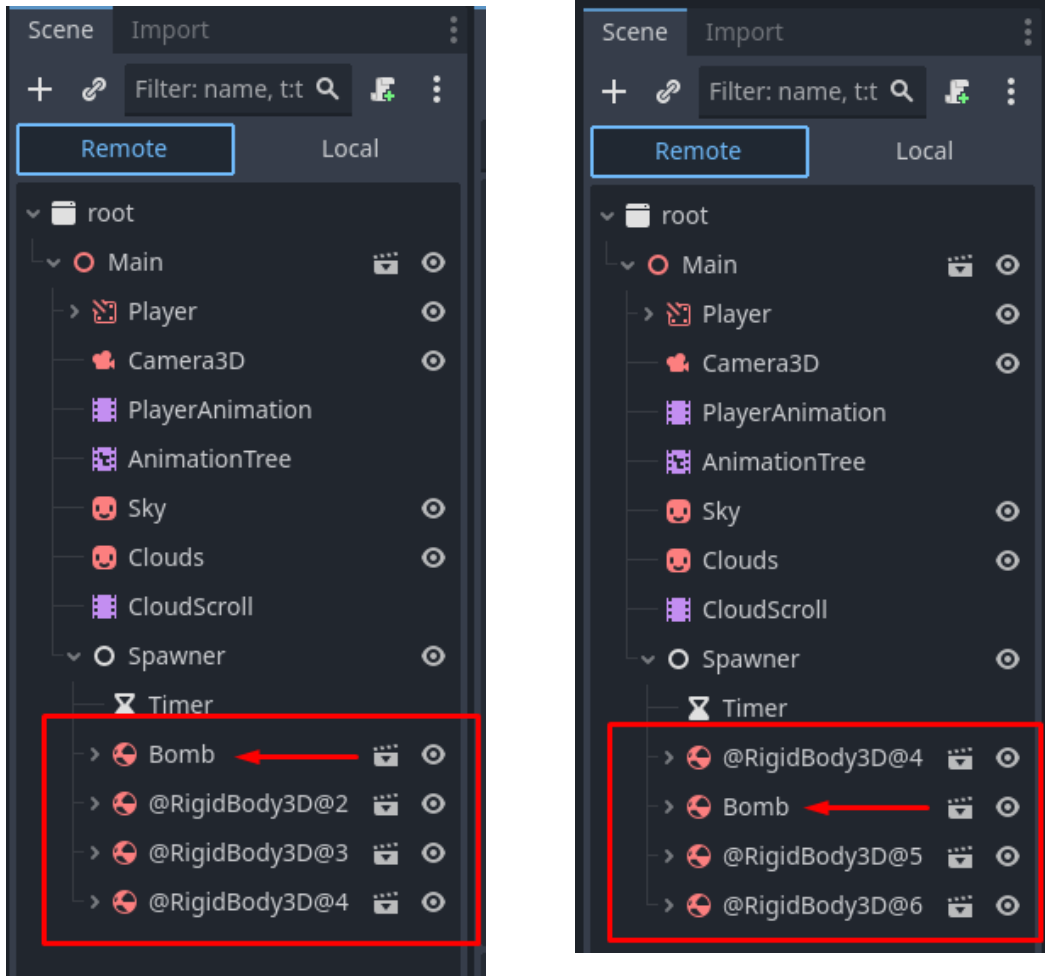 Scene Import
Filter: name, t:t
Remote Local
root
Main
Player
Camera3D
PlayerAnimation
AnimationTree
Sky
Clouds
CloudScroll
Spawner
Timer
Bomb
@RigidBody3D@2
@RigidBody3D@3
@RigidBody3D@4
Scene Import
Filter: name, t:t
Remote Local
root
Main
Player
Camera3D
PlayerAnimation
AnimationTree
Sky
Clouds
CloudScroll
Spawner
Timer
@RigidBody3D@4
Bomb
@RigidBody3D@5
@RigidBody3D@6